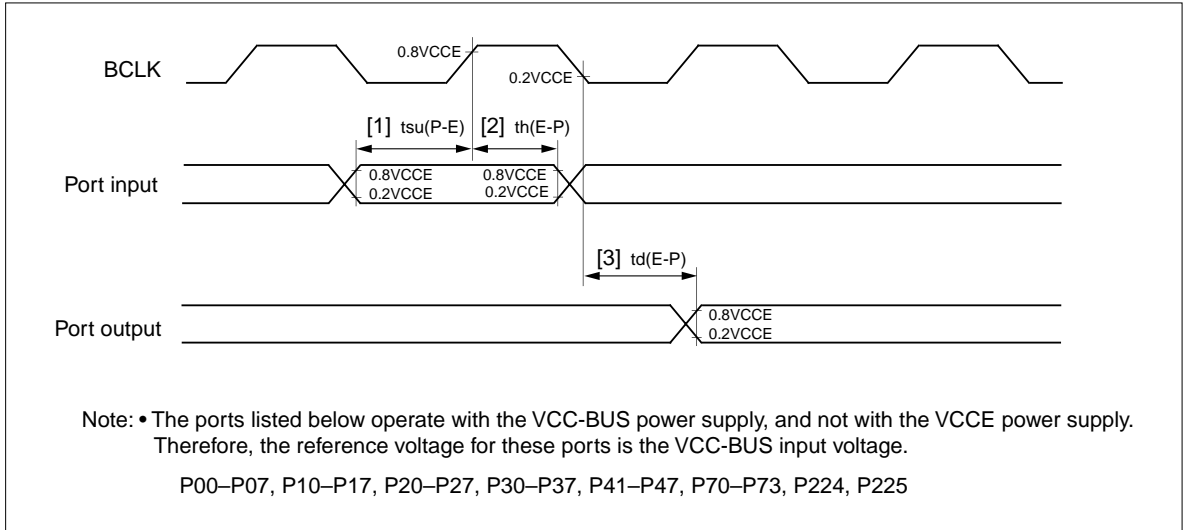 BCLK
0.8VCCE
0.2VCCE
[1] tsu(P-E)
[2] th(E-P)
Port input
0.8VCCE
0.8VCCE
0.2VCCE
0.2VCCE
[3] td(E-P)
Port output
0.8VCCE
0.2VCCE
Note: • The ports listed below operate with the VCC-BUS power supply, and not with the VCCE power supply.
Therefore, the reference voltage for these ports is the VCC-BUS input voltage.
P00–P07, P10–P17, P20–P27, P30–P37, P41–P47, P70–P73, P224, P225